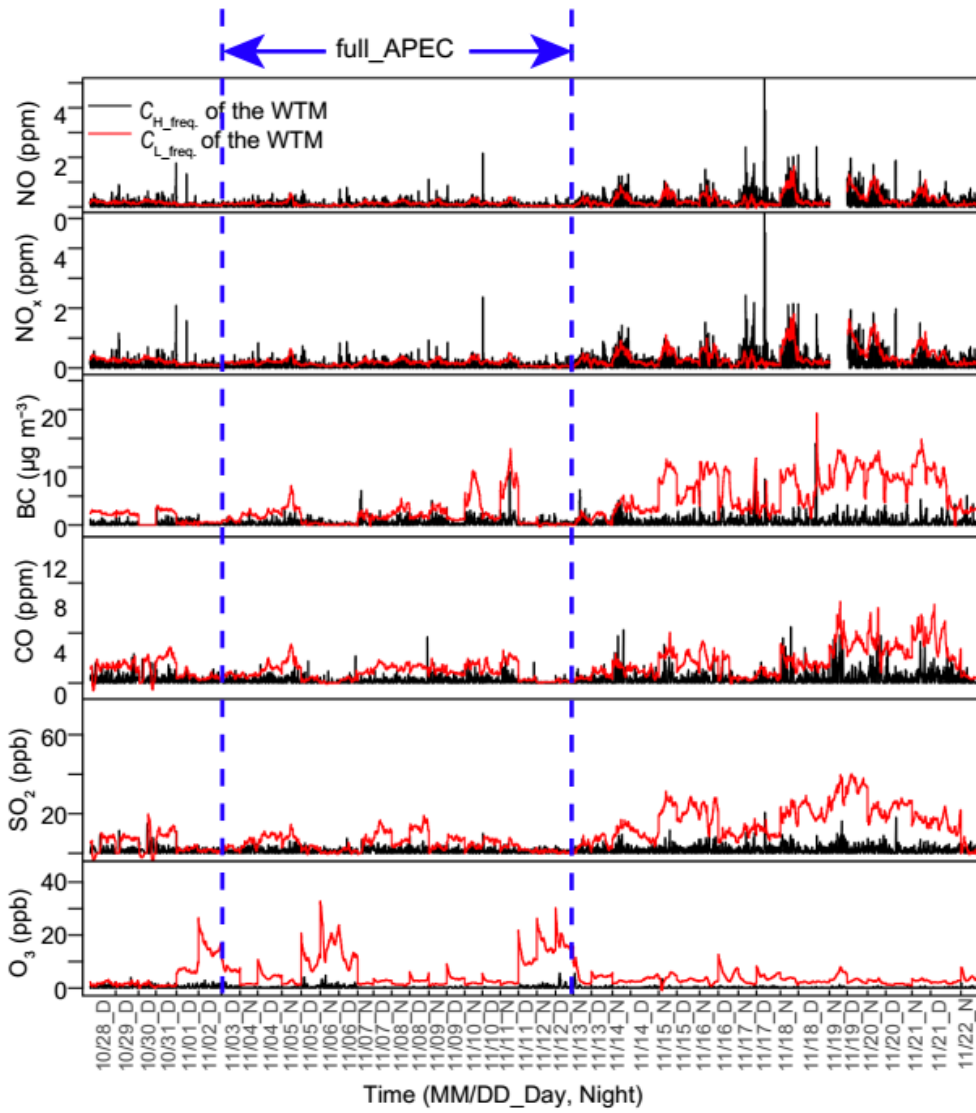 full_APEC
C_H_freq. of the WTM
C_L_freq. of the WTM
NO (ppm)
4
2
0
NOₓ (ppm)
4
2
0
BC (μg m⁻³)
20
10
0
CO (ppm)
12
8
4
0
SO₂ (ppb)
60
20
O₃ (ppb)
40
20
0
10/28_D
10/29_D
10/30_D
10/31_D
11/01_D
11/02_D
11/03_D
11/04_N
11/04_D
11/05_N
11/05_D
11/06_N
11/06_D
11/07_N
11/07_D
11/08_N
11/08_D
11/09_N
11/09_D
11/10_N
11/10_D
11/11_N
11/11_D
11/12_N
11/12_D
11/13_N
11/14_N
11/14_D
11/15_N
11/15_D
11/16_N
11/16_D
11/17_N
11/17_D
11/18_N
11/18_D
11/19_N
11/19_D
11/20_N
11/20_D
11/21_N
11/21_D
11/22_N
Time (MM/DD_Day, Night)